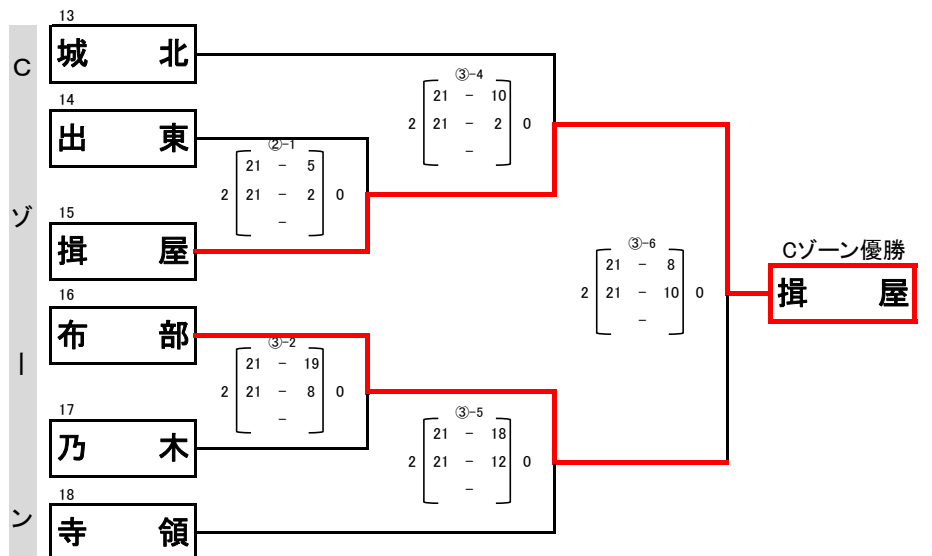 Cゾーン
13
城北
14
出東
15
揖屋
16
布部
17
乃木
18
寺領
②-1
21 - 5
2 21 - 2 0
-
③-2
21 - 19
2 21 - 8 0
-
③-4
21 - 10
2 21 - 2 0
-
③-5
21 - 18
2 21 - 12 0
-
③-6
21 - 8
2 21 - 10 0
-
Cゾーン優勝
揖屋